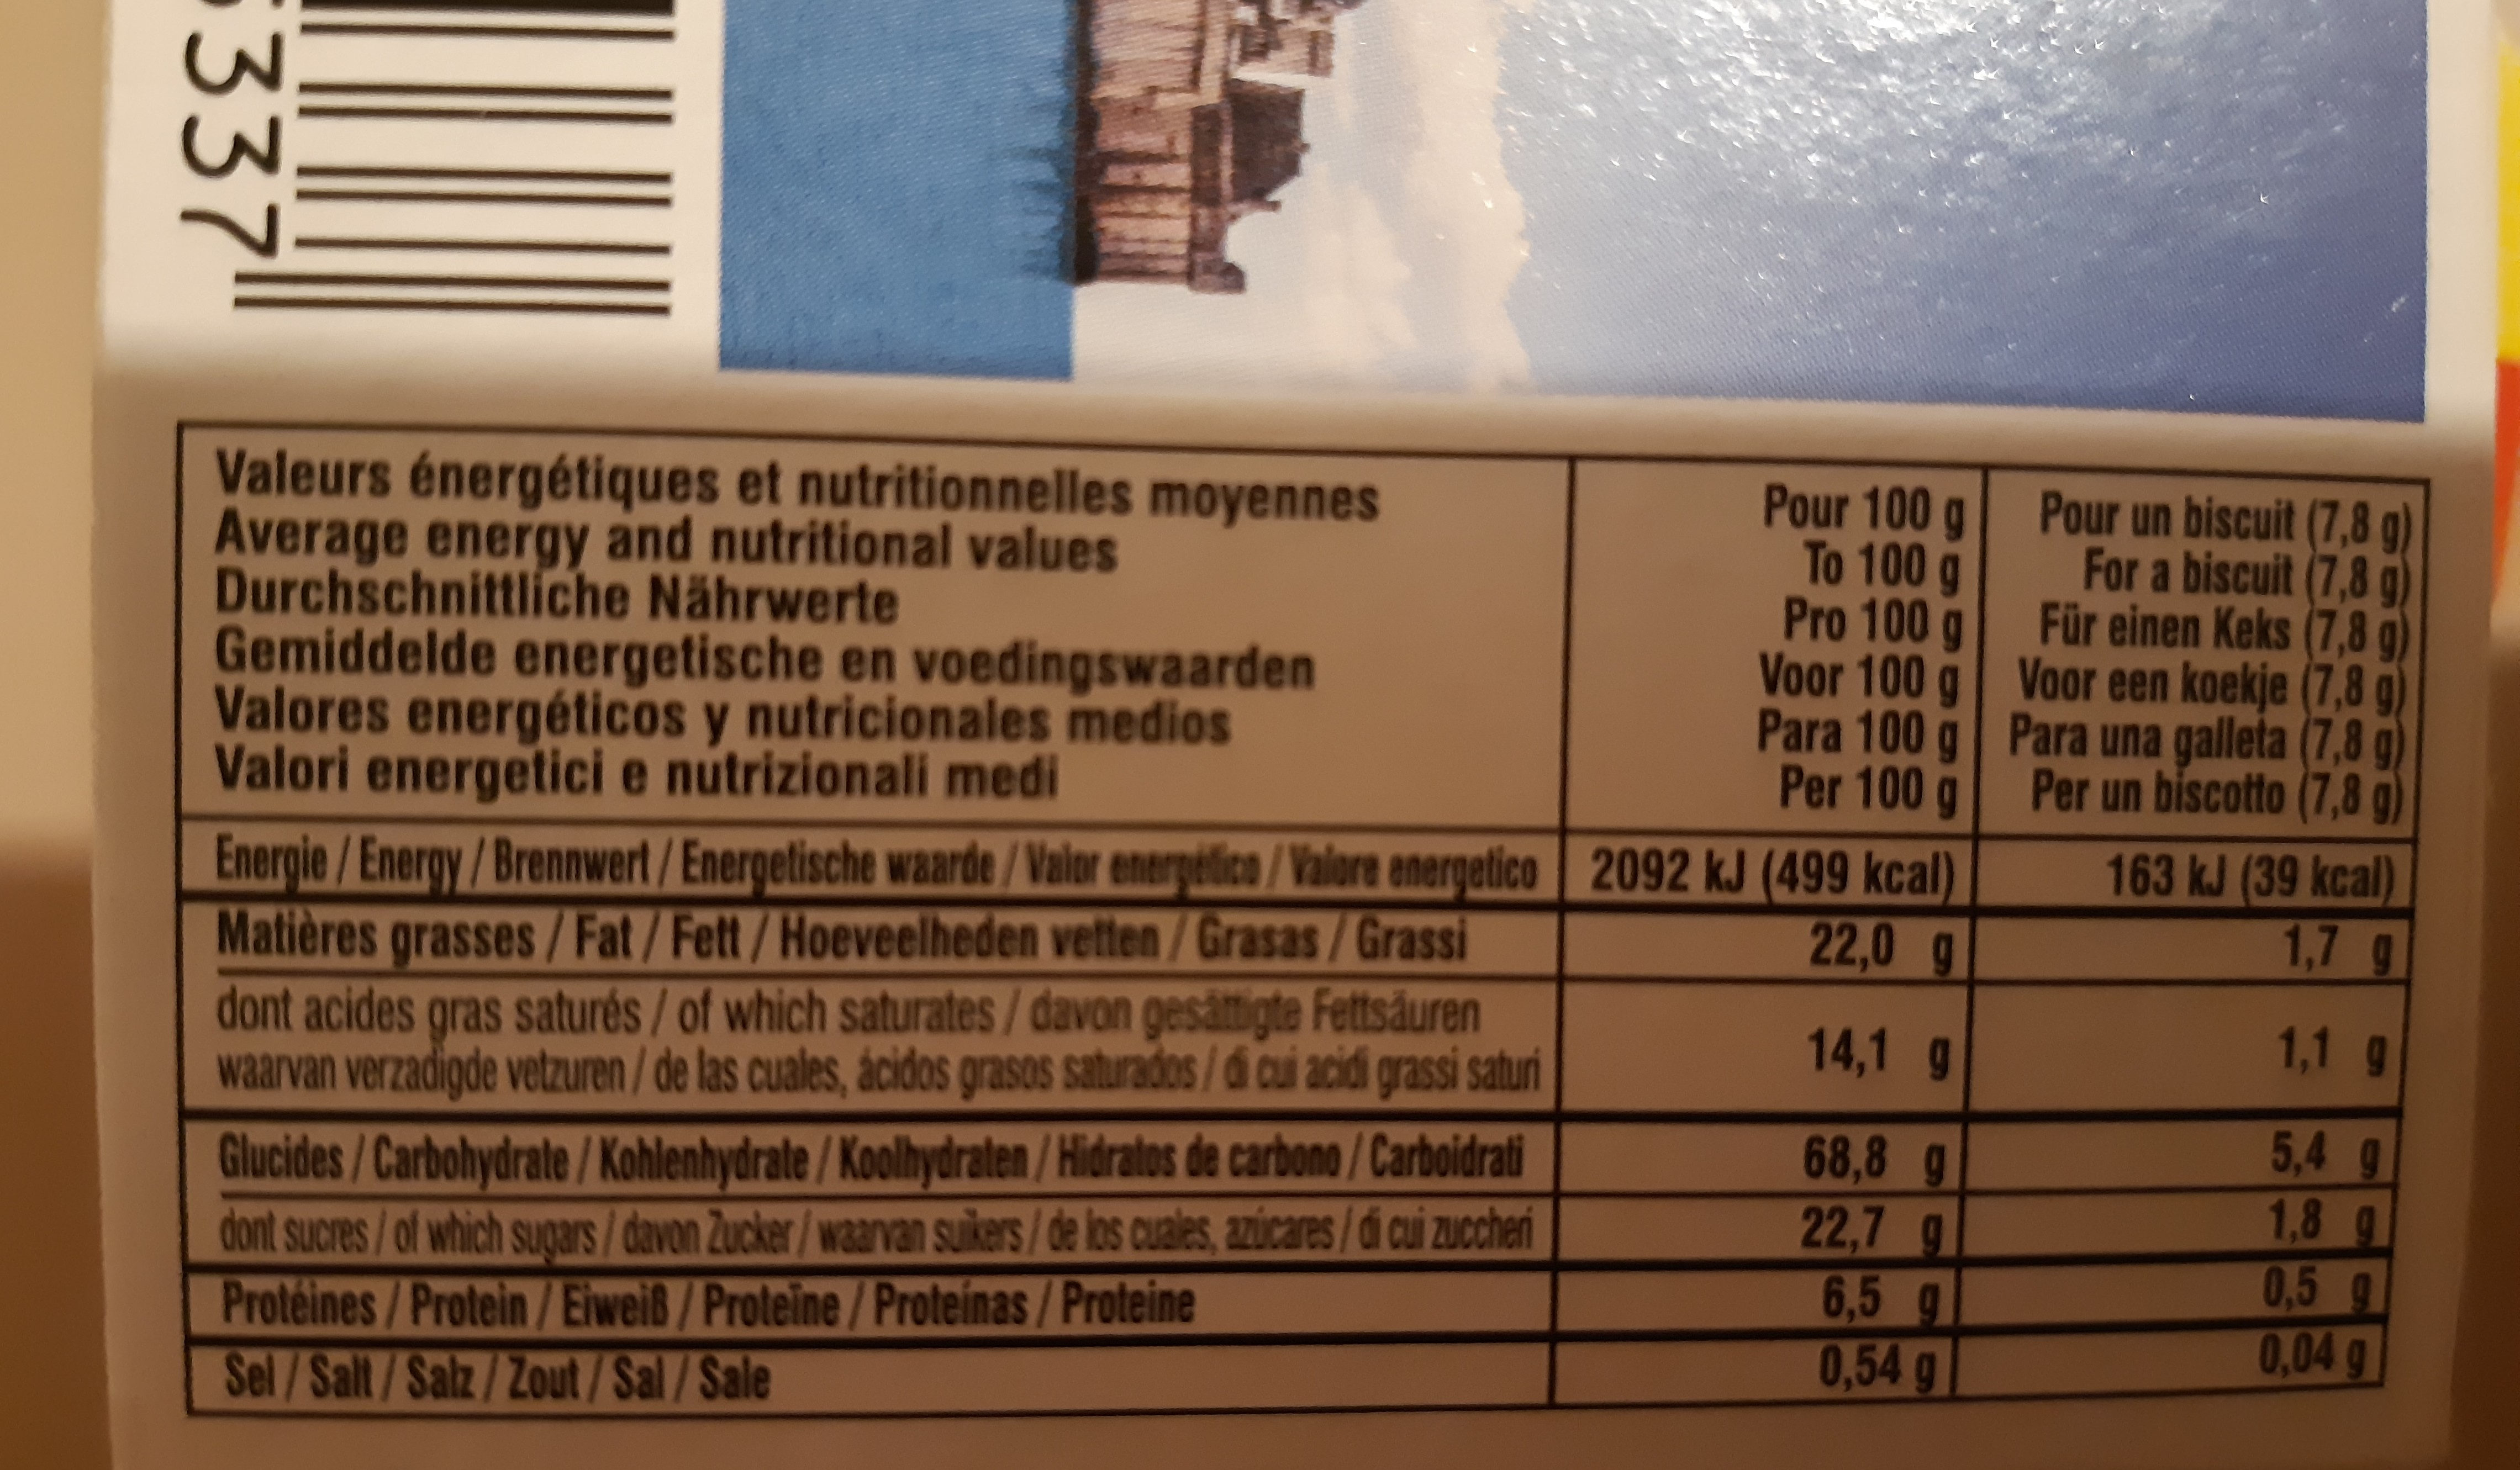 3337
Valeurs énergétiques et nutritionnelles moyennes
Average energy and nutritional values
Durchschnittliche Nährwerte
Gemiddelde energetische en voedingswaarden
Valores energéticos y nutricionales medios
Valori energetici e nutrizionali medi
Pour 100 g
To 100 g
Pro 100 g
Voor 100 g
Para 100 g
Per 100 g
Pour un biscuit (7,8 g)
For a biscuit (7,8 g)
Für einen Keks (7,8 g)
Voor een koekje (7,8 g)
Para una galleta (7,8 g)
Per un biscotto (7,8 g)
Energie / Energy / Brennwert / Energetische waarde / Valor energético / Valore energetico 2092 kJ (499 kcal) 163 kJ (39 kcal)
Matières grasses / Fat / Fett / Hoeveelheden vetten / Grasas / Grassi 22,0 g 1,7 g
dont acides gras saturés / of which saturates / davon gesättigte Fettsäuren
waarvan verzadigde vetzuren / de las cuales, ácidos grasos saturados / di cui acidi grassi saturi 14,1 g 1,1 g
Glucides / Carbohydrate / Kohlenhydrate / Koolhydraten / Hidratos de carbono / Carboidrati 68,8 g 5,4 g
dont sucres / of which sugars / davon Zucker / waarvan suikers / de los cuales, azúcares / di cui zuccheri 22,7 g 1,8 g
Protéines / Protein / Eiweiß / Proteïne / Proteínas / Proteine 6,5 g 0,5 g
Sel / Salt / Salz / Zout / Sal / Sale 0,54 g 0,04 g